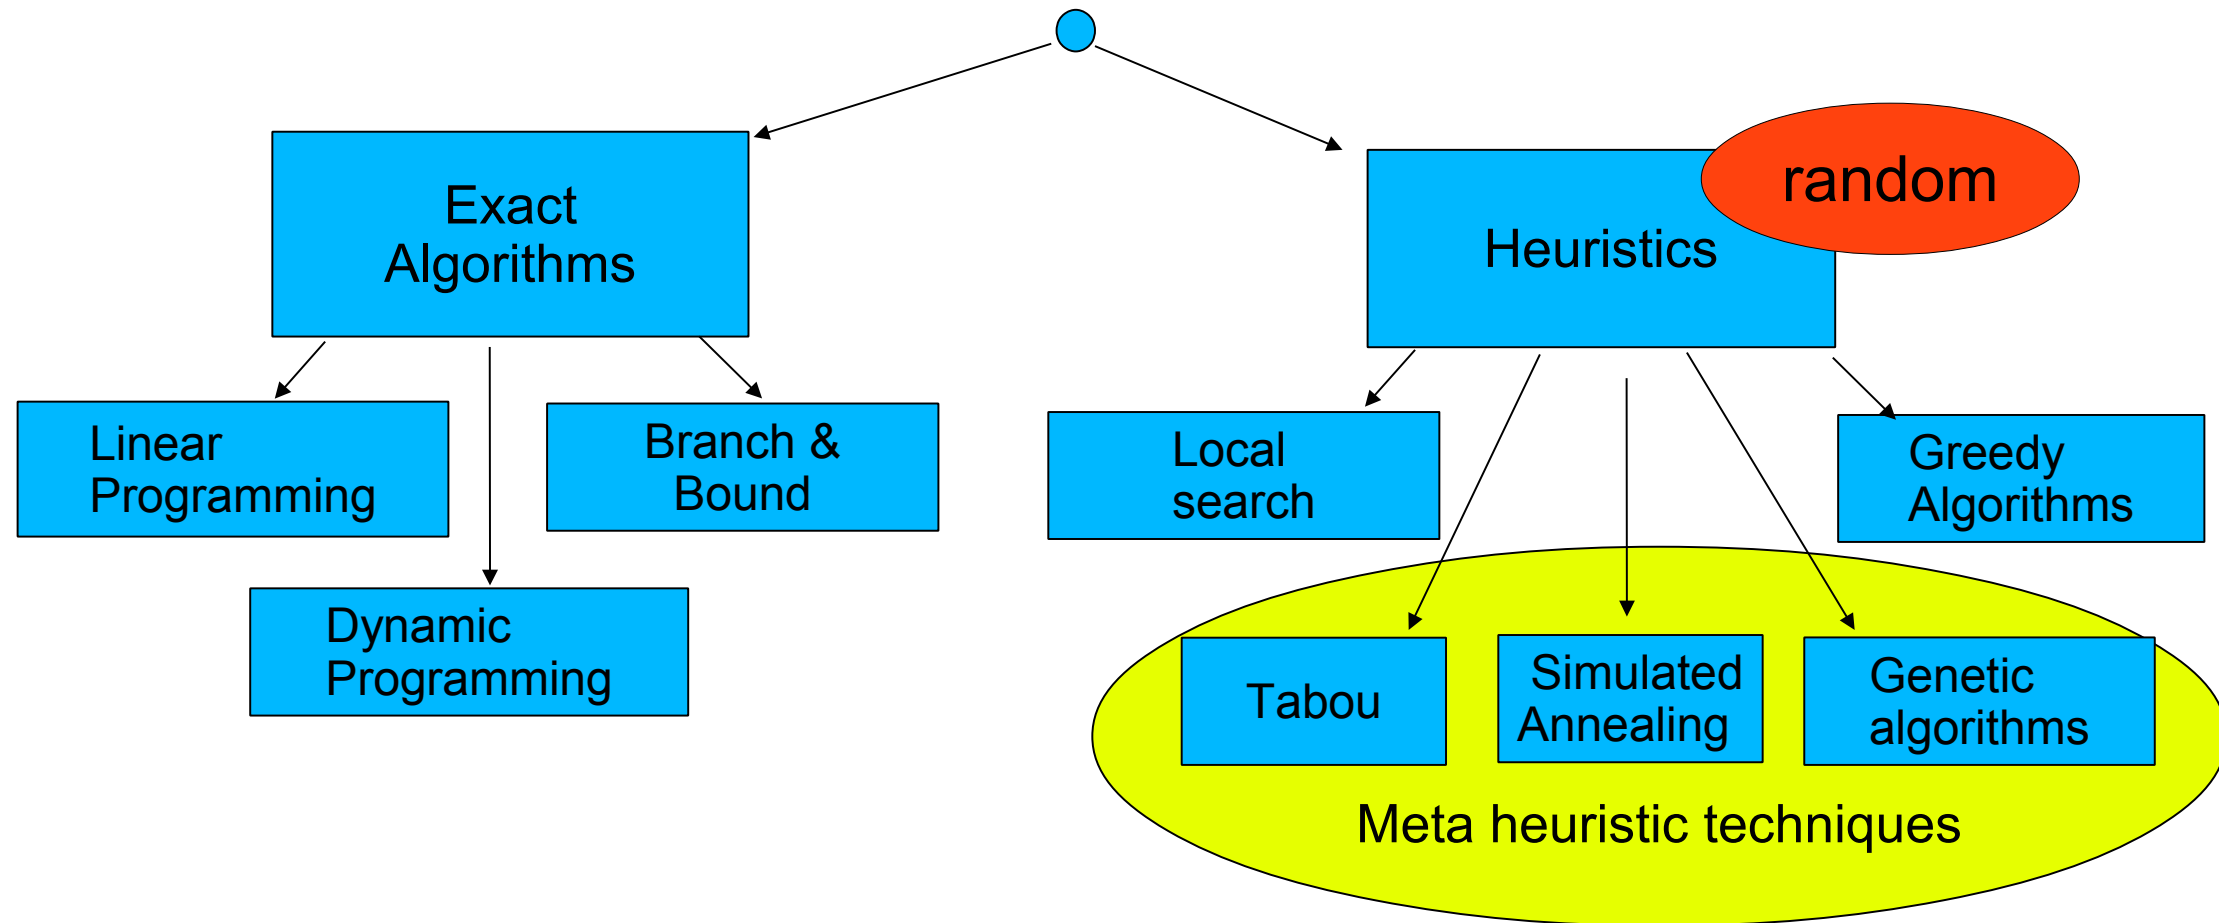 Exact
Algorithms
random
Heuristics
Linear
Programming
Branch &
Bound
Local
search
Greedy
Algorithms
Dynamic
Programming
Tabou
Simulated
Annealing
Genetic
algorithms
Meta heuristic techniques